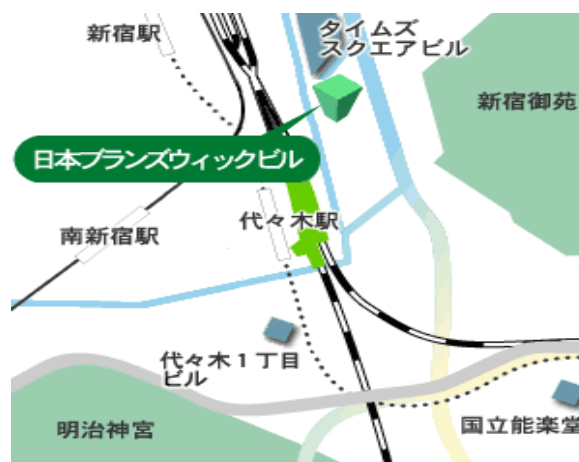 新宿駅
タイムズ
スクエアビル
新宿御苑
日本ブランズウィックビル
代々木駅
南新宿駅
代々木1丁目
ビル
明治神宮
国立能楽堂